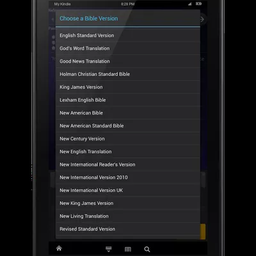 My Kindle
8:08 PM
Choose a Bible Version
English Standard Version
God's Word Translation
Good News Translation
Holman Christian Standard Bible
King James Version
Lexham English Bible
New American Bible
New American Standard Bible
New Century Version
New English Translation
New International Reader's Version
New International Version 2010
New International Version UK
New King James Version
New Living Translation
Revised Standard Version